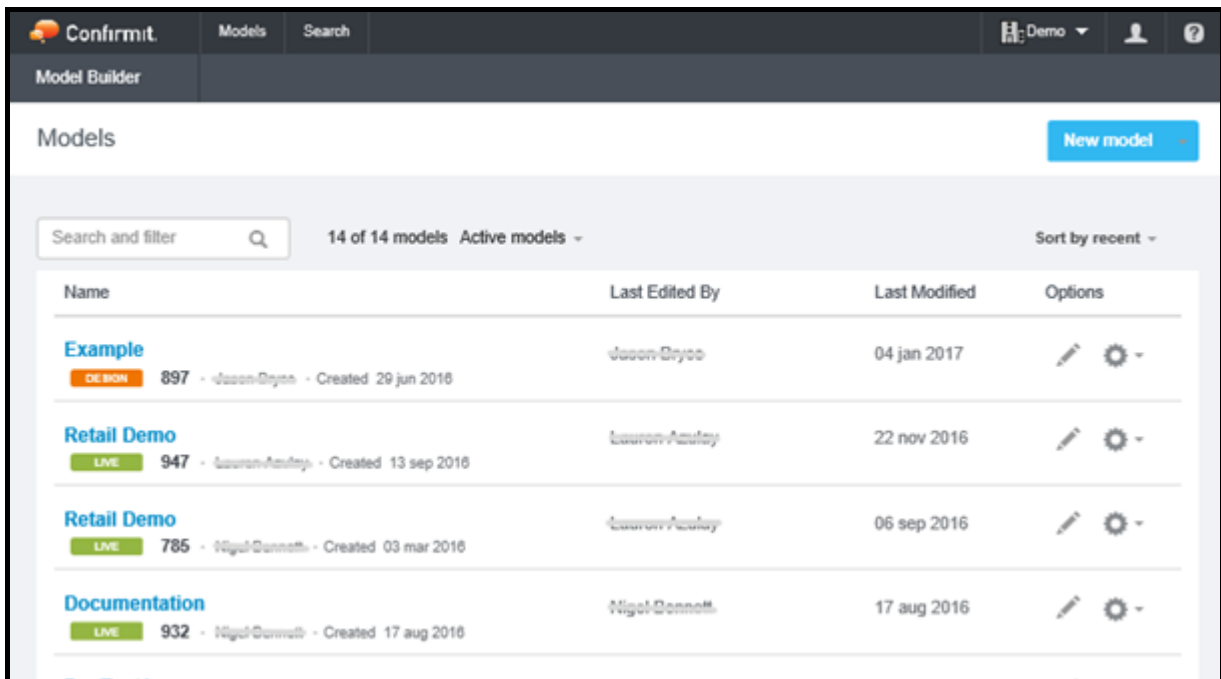 Confirmit. Models Search Demo
Model Builder
Models New model
Search and filter 14 of 14 models Active models Sort by recent
Name Last Edited By Last Modified Options
Example 04 jan 2017
DESIGN 897 - - Created 29 jun 2016
Retail Demo 22 nov 2016
LIVE 947 - - Created 13 sep 2016
Retail Demo 06 sep 2016
LIVE 785 - - Created 03 mar 2016
Documentation 17 aug 2016
LIVE 932 - - Created 17 aug 2016